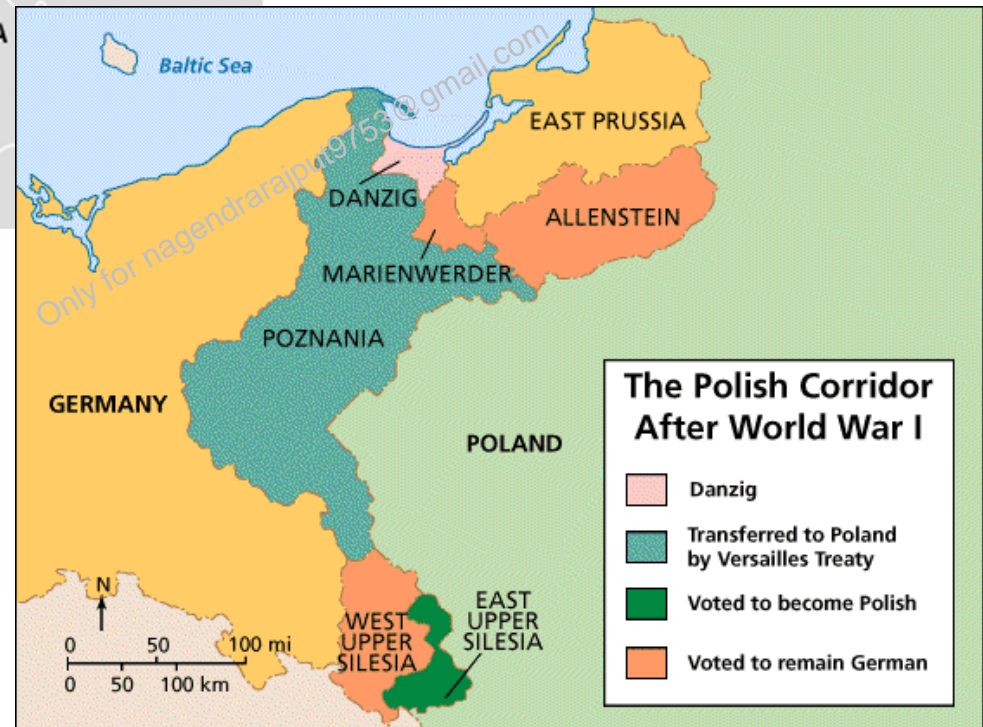 A
Baltic Sea
Only for nagendrarajput9753@gmail.com
EAST PRUSSIA
DANZIG
ALLENSTEIN
MARIENWERDER
POZNANIA
GERMANY
POLAND
The Polish Corridor
After World War I
Danzig
Transferred to Poland
by Versailles Treaty
Voted to become Polish
Voted to remain German
N
0 50 100 mi
0 50 100 km
WEST
UPPER
SILESIA
EAST
UPPER
SILESIA